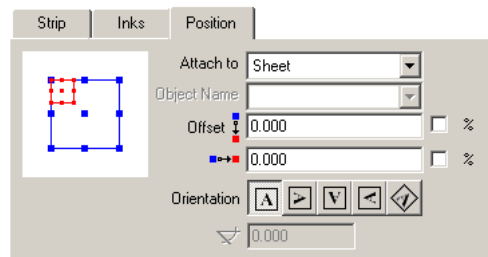 Strip Inks Position
Attach to Sheet
Object Name
Offset 0.000 %
0.000 %
Orientation A A A A A
0.000